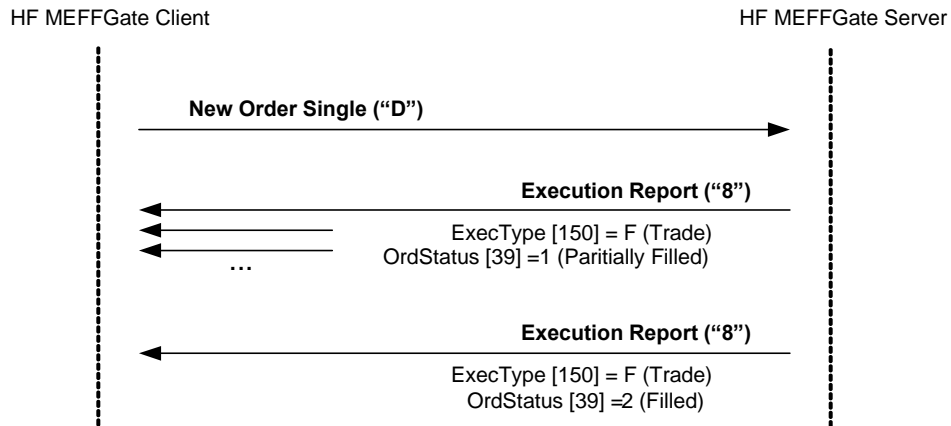 HF MEFFGate Client
HF MEFFGate Server
New Order Single (“D”)
Execution Report (“8”)
ExecType [150] = F (Trade)
OrdStatus [39] =1 (Paritially Filled)
...
Execution Report (“8”)
ExecType [150] = F (Trade)
OrdStatus [39] =2 (Filled)